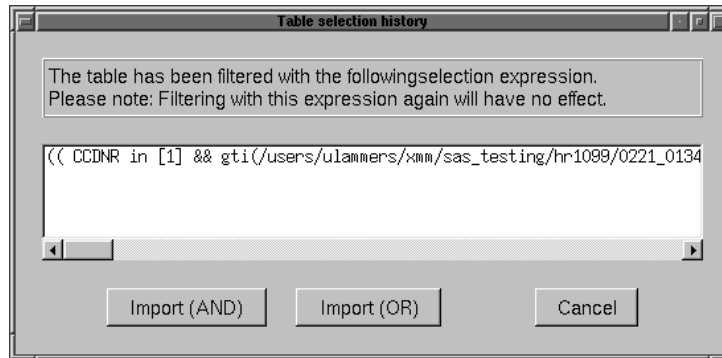 Table selection history
The table has been filtered with the followingselection expression.
Please note: Filtering with this expression again will have no effect.
(( CCDNR in [1] && gti(/users/ulammers/xmm/sas_testing/hr1099/0221_0134
Import (AND) Import (OR) Cancel